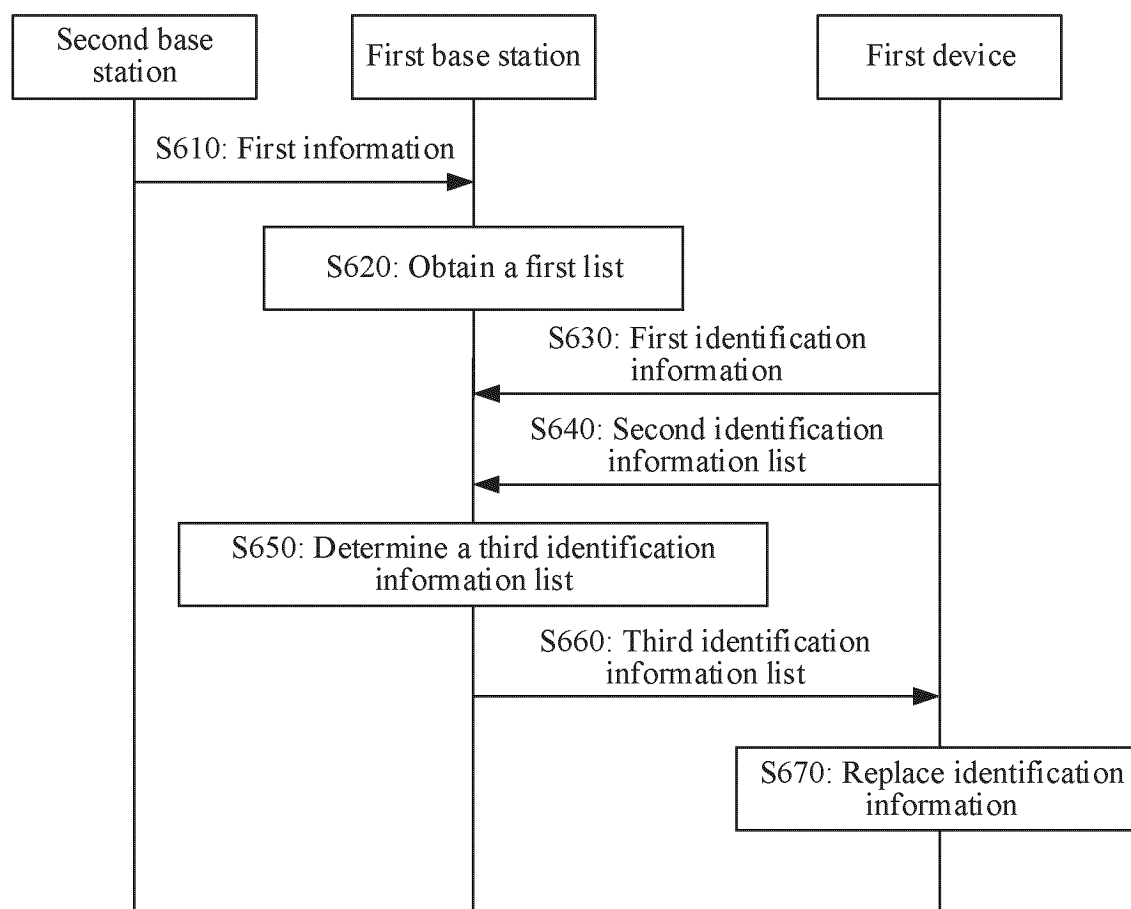 Second base
station
First base station
First device
S610: First information
S620: Obtain a first list
S630: First identification
information
S640: Second identification
information list
S650: Determine a third identification
information list
S660: Third identification
information list
S670: Replace identification
information